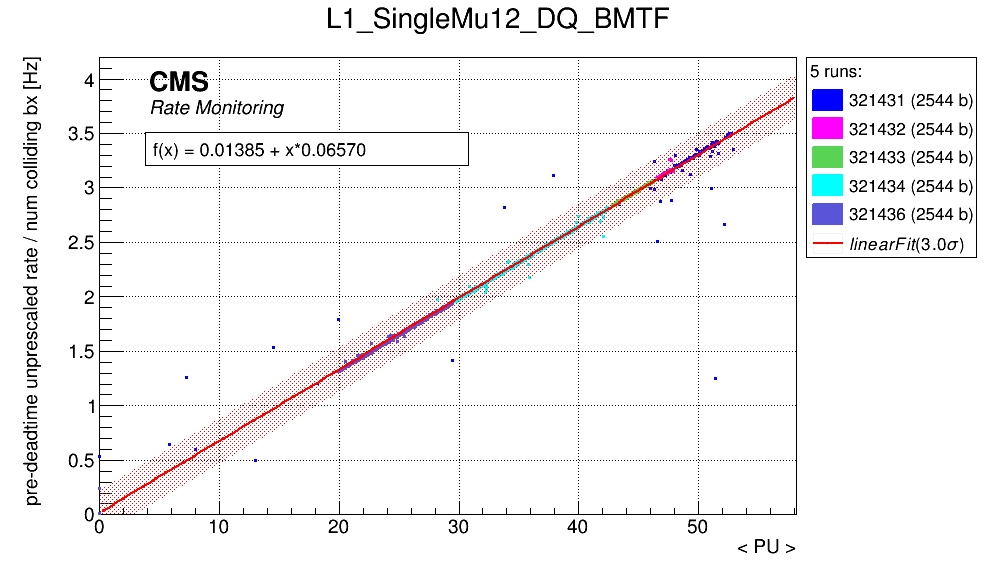 L1_SingleMu12_DQ_BMTF
pre-deadtime unprescaled rate / num colliding bx [Hz]
CMS
Rate Monitoring
f(x) = 0.01385 + x*0.06570
4
3.5
3
2.5
2
1.5
1
0.5
0
0 10 20 30 40 50
< PU >
5 runs:
321431 (2544 b)
321432 (2544 b)
321433 (2544 b)
321434 (2544 b)
321436 (2544 b)
linearFit(3.0σ)